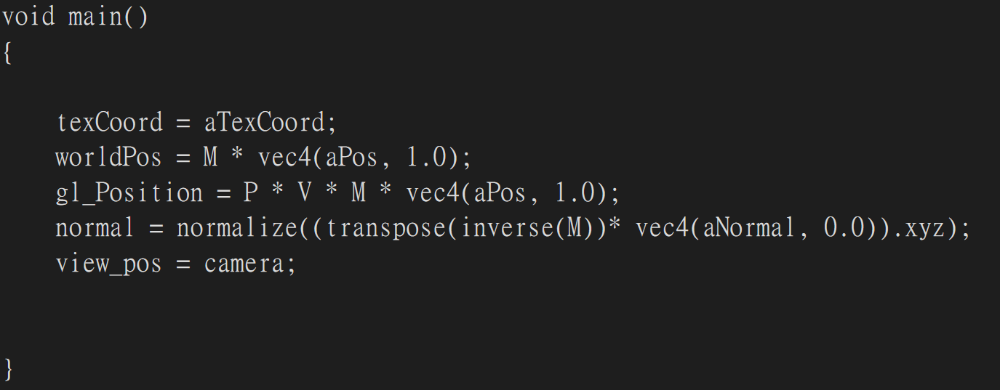 void main()
{
texCoord = aTexCoord;
worldPos = M * vec4(aPos, 1.0);
gl_Position = P * V * M * vec4(aPos, 1.0);
normal = normalize((transpose(inverse(M))* vec4(aNormal, 0.0)).xyz);
view_pos = camera;
}